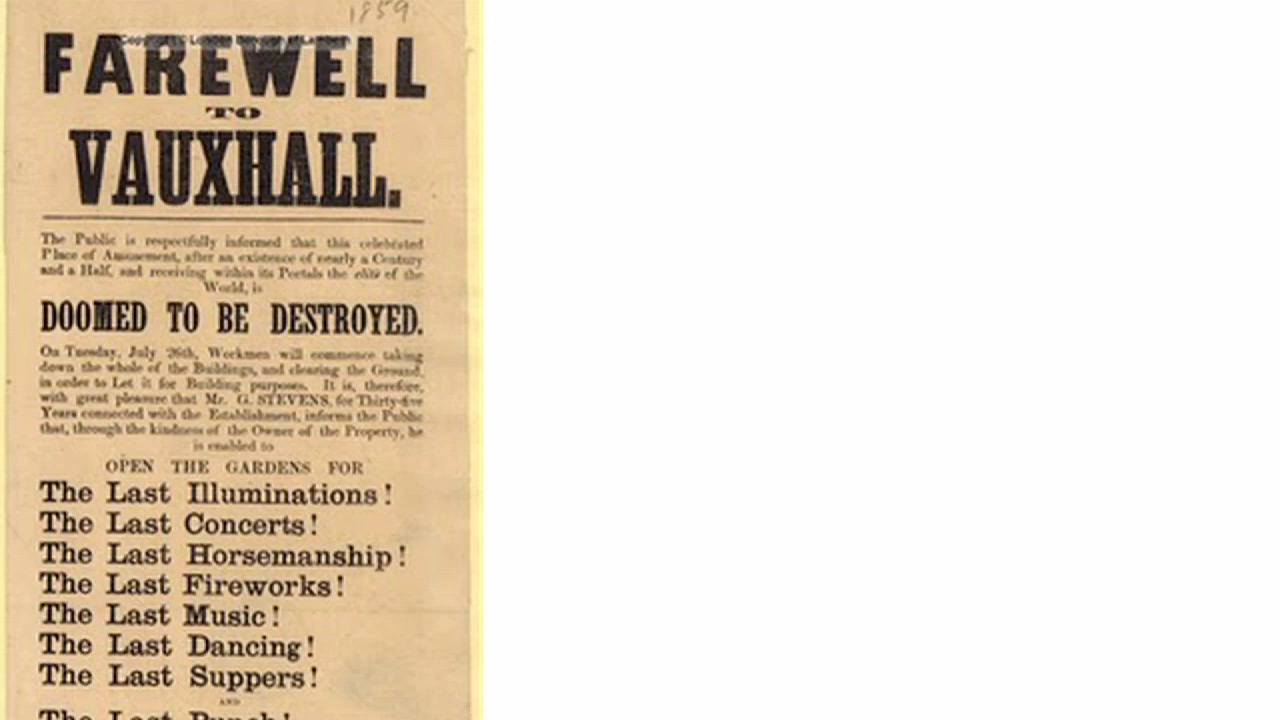 1859.
Copyright London Borough of Lambeth
FAREWELL
TO
VAUXHALL.
The Public is respectfully informed that this celebrated
Place of Amusement, after an existence of nearly a Century
and a Half, and receiving within its Portals the elite of the
World, is
DOOMED TO BE DESTROYED.
On Tuesday, July 26th, Workmen will commence taking
down the whole of the Buildings, and clearing the Ground,
in order to Let it for Building purposes. It is, therefore,
with great pleasure that Mr. G. STEVENS, for Thirty-five
Years connected with the Establishment, informs the Public
that, through the kindness of the Owner of the Property, he
is enabled to
OPEN THE GARDENS FOR
The Last Illuminations!
The Last Concerts!
The Last Horsemanship!
The Last Fireworks!
The Last Music!
The Last Dancing!
The Last Suppers!
AND
The Last Punch!